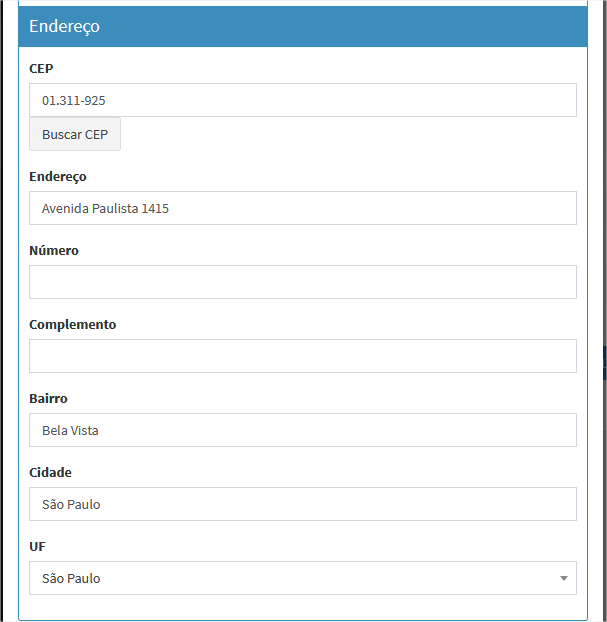 Endereço
CEP
01.311-925
Buscar CEP
Endereço
Avenida Paulista 1415
Número
Complemento
Bairro
Bela Vista
Cidade
São Paulo
UF
São Paulo